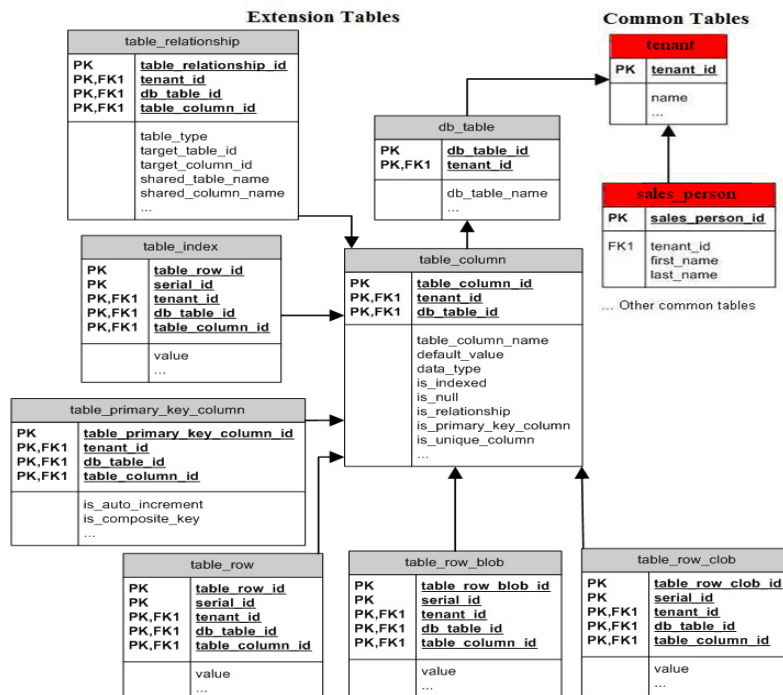 Extension Tables
Common Tables
table_relationship
PK table_relationship_id
PK,FK1 tenant_id
PK,FK1 db_table_id
PK,FK1 table_column_id
table_type
target_table_id
target_column_id
shared_table_name
shared_column_name
...
tenant
PK tenant_id
name
...
db_table
PK db_table_id
PK,FK1 tenant_id
db_table_name
...
sales_person
PK sales_person_id
FK1 tenant_id
first_name
last_name
... Other common tables
table_index
PK table_row_id
PK serial_id
PK,FK1 tenant_id
PK,FK1 db_table_id
PK,FK1 table_column_id
value
...
table_column
PK table_column_id
PK,FK1 tenant_id
PK,FK1 db_table_id
table_column_name
default_value
data_type
is_indexed
is_null
is_relationship
is_primary_key_column
is_unique_column
...
table_primary_key_column
PK table_primary_key_column_id
PK,FK1 tenant_id
PK,FK1 db_table_id
PK,FK1 table_column_id
is_auto_increment
is_composite_key
...
table_row
PK table_row_id
PK serial_id
PK,FK1 tenant_id
PK,FK1 db_table_id
PK,FK1 table_column_id
value
...
table_row_blob
PK table_row_blob_id
PK serial_id
PK,FK1 tenant_id
PK,FK1 db_table_id
PK,FK1 table_column_id
value
...
table_row_clob
PK table_row_clob_id
PK serial_id
PK,FK1 tenant_id
PK,FK1 db_table_id
PK,FK1 table_column_id
value
...